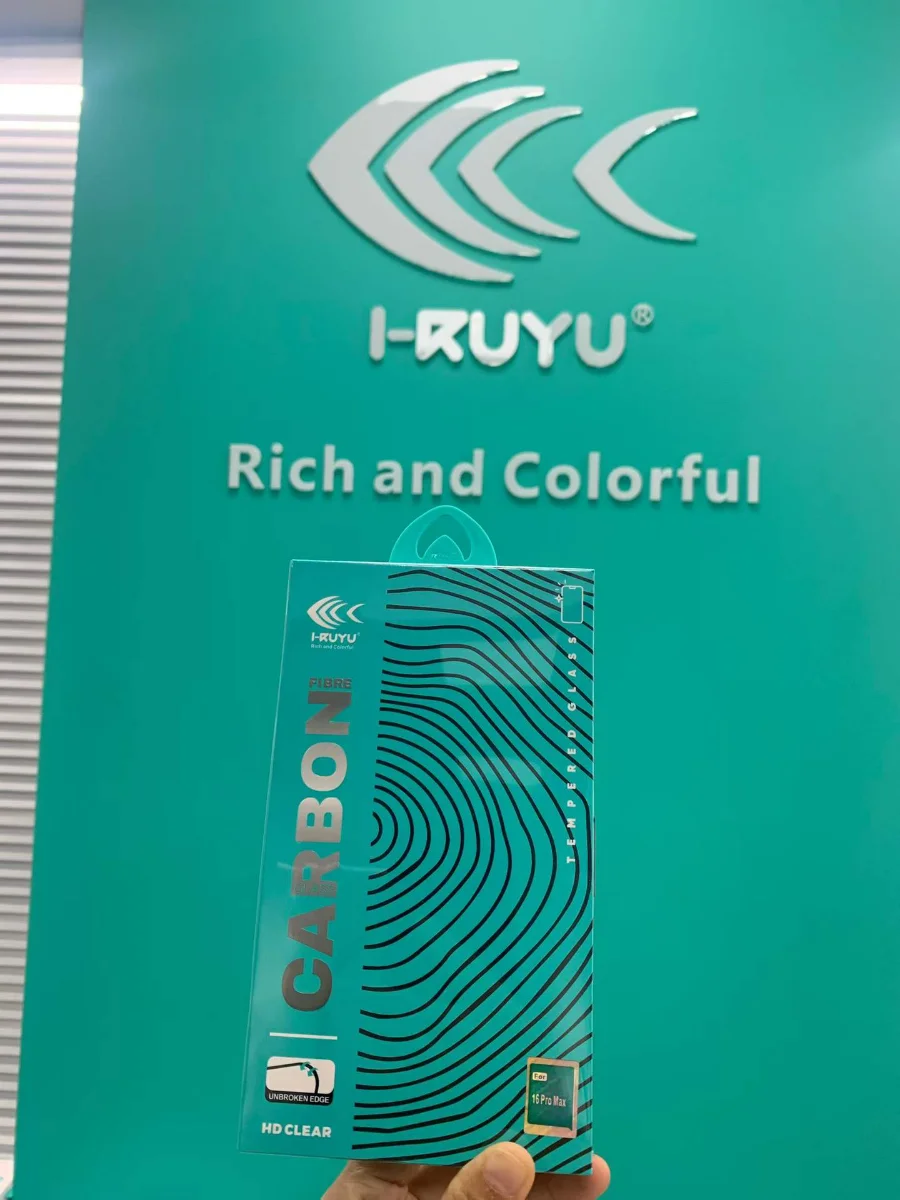 I-RUYU®
Rich and Colorful
I-RUYU®
Rich and Colorful
FIBRE
CARBON
TEMPERED GLASS
UNBROKEN EDGE
HD CLEAR
For
16 Pro Max